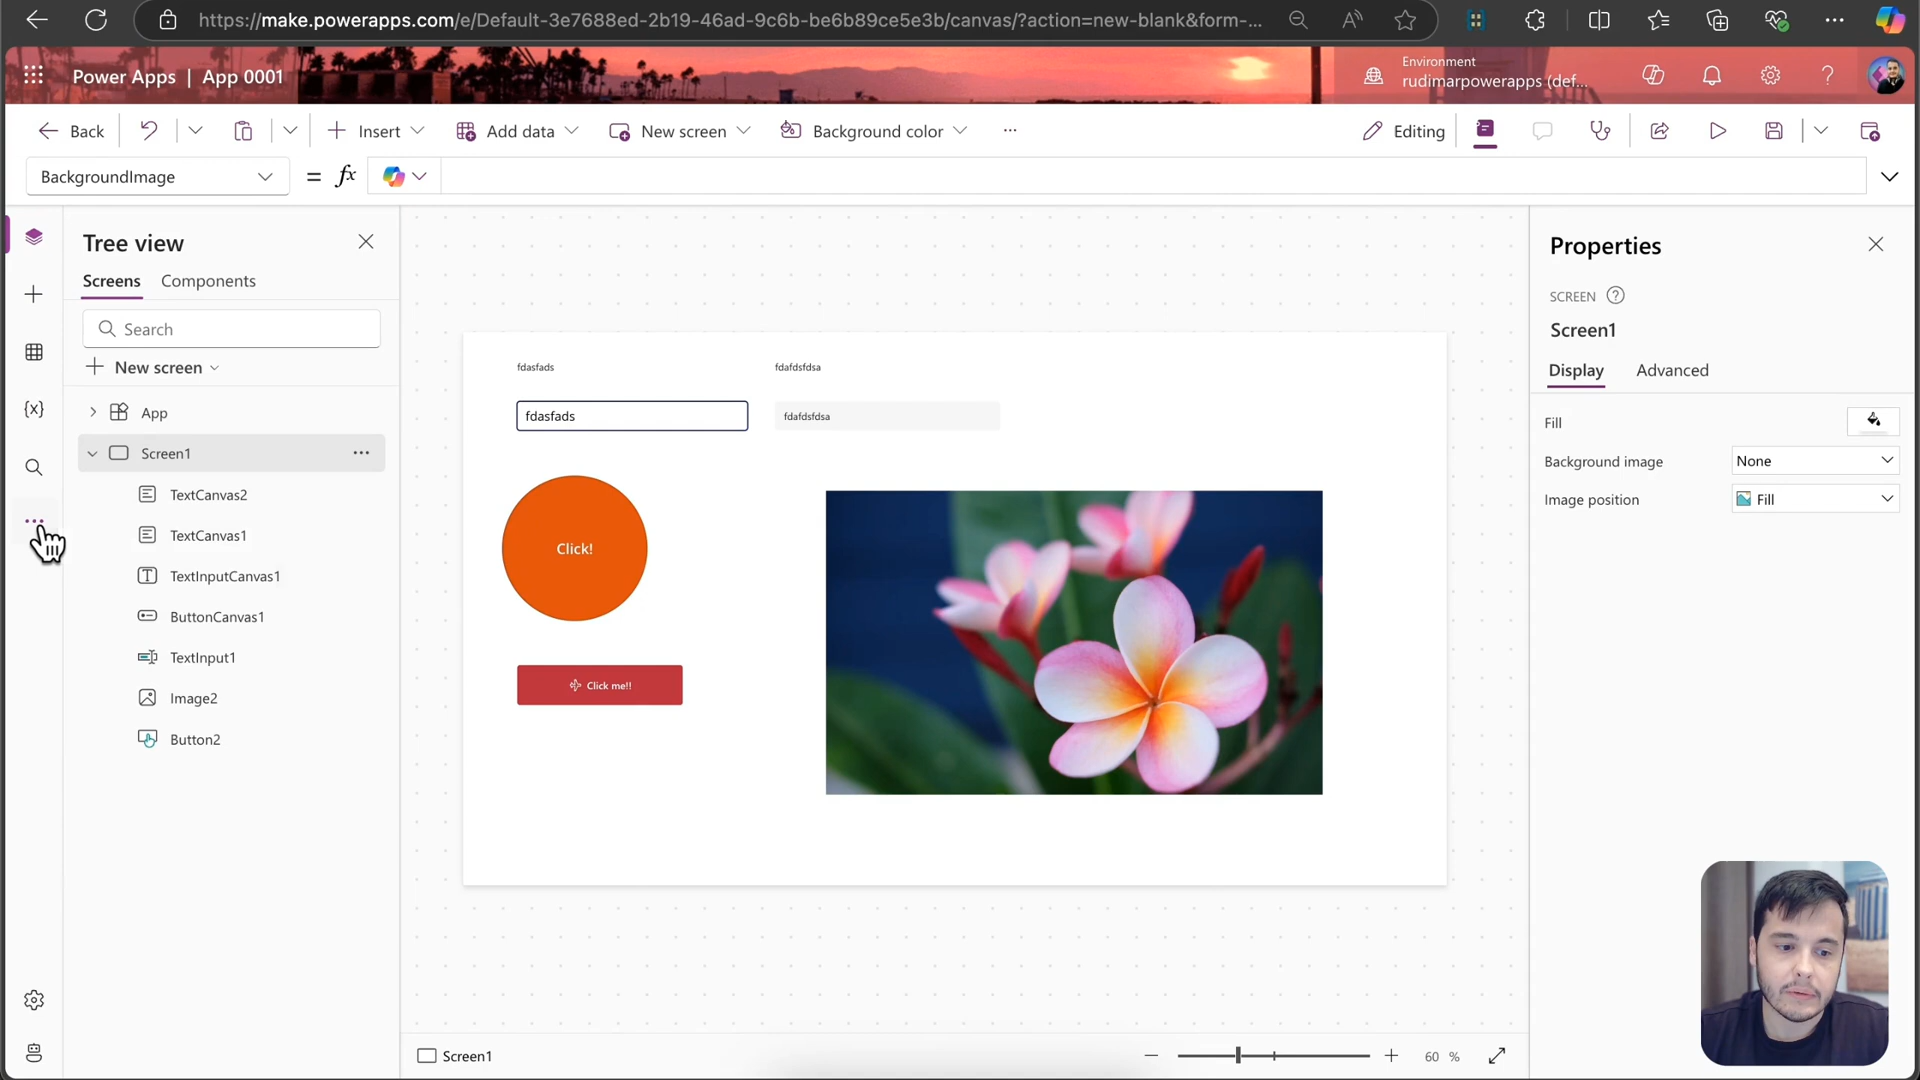 https://make.powerapps.com/e/Default-3e7688ed-2b19-46ad-9c6b-be6b89ce5e3b/canvas/?action=new-blank&form-...
Power Apps | App 0001
Environment
rudimarpowerapps (def...
Back
Insert
Add data
New screen
Background color
Editing
BackgroundImage
= fx
Tree view
Screens
Components
Search
New screen
App
Screen1
TextCanvas2
TextCanvas1
TextInputCanvas1
ButtonCanvas1
TextInput1
Image2
Button2
fdasfads
fdafdsfdsa
fdasfads
fdafdsfdsa
Click!
Click me!!
Screen1
60 %
Properties
SCREEN
Screen1
Display
Advanced
Fill
Background image
None
Image position
Fill